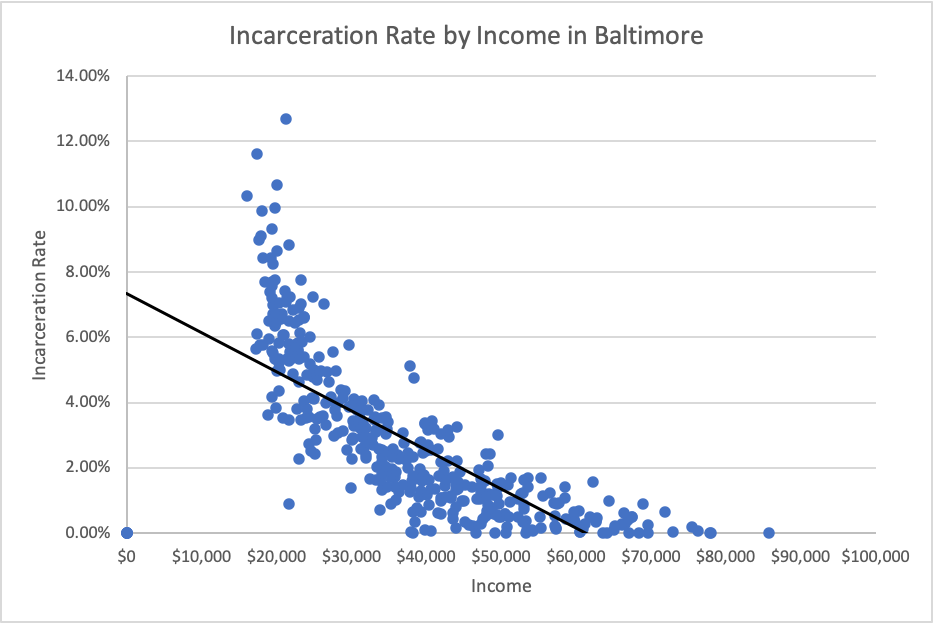 Incarceration Rate by Income in Baltimore
14.00%
12.00%
10.00%
8.00%
6.00%
4.00%
2.00%
0.00%
Incarceration Rate
$0 $10,000 $20,000 $30,000 $40,000 $50,000 $60,000 $70,000 $80,000 $90,000 $100,000
Income